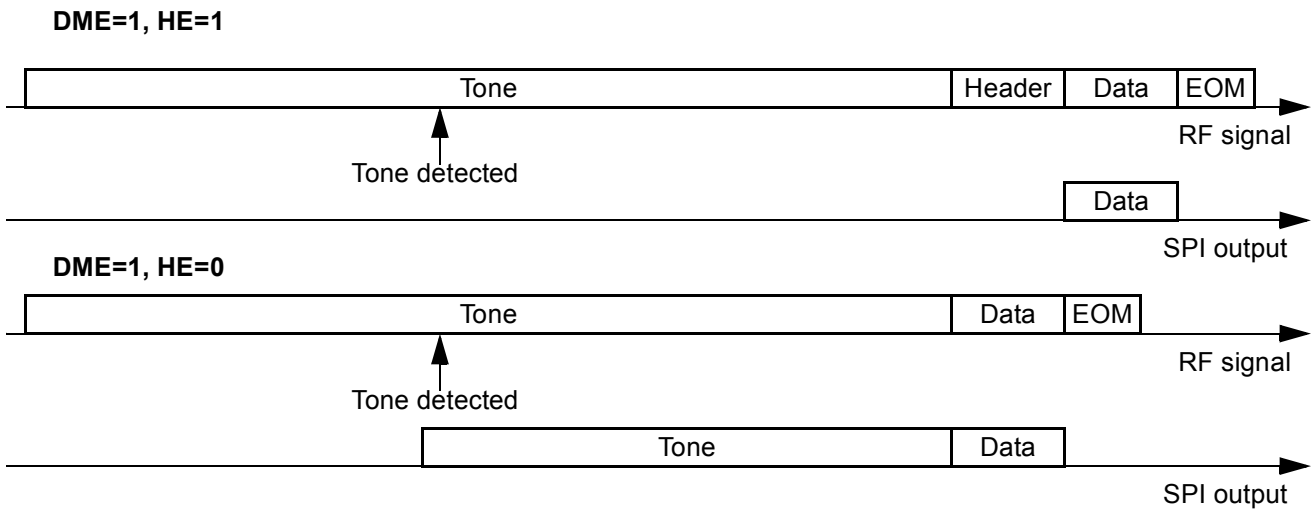 DME=1, HE=1
Tone Header Data EOM
RF signal
Tone detected
Data
SPI output
DME=1, HE=0
Tone Data EOM
RF signal
Tone detected
Tone Data
SPI output